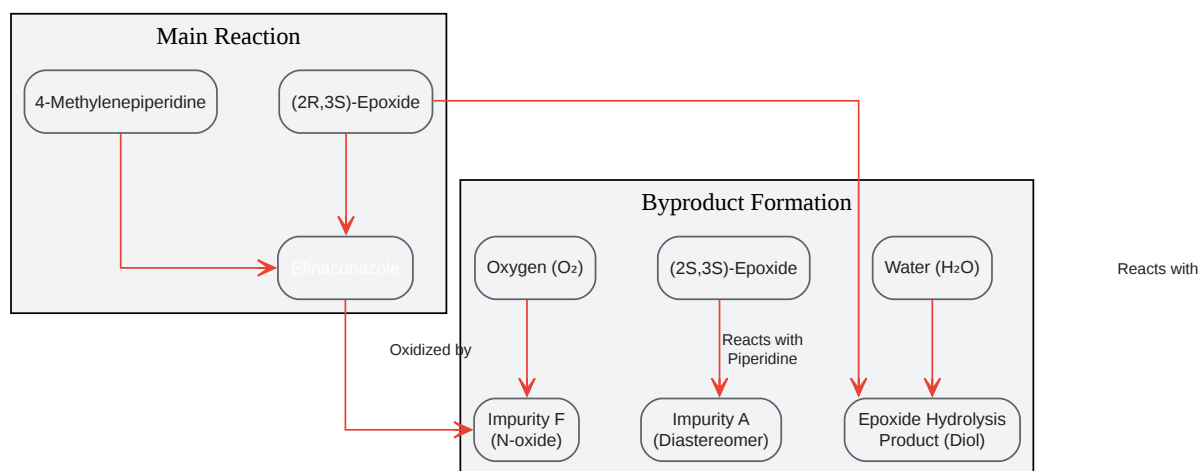 Main Reaction
4-Methylenepiperidine
(2R,3S)-Epoxide
Byproduct Formation
Efinaconazole
Oxygen (O₂)
(2S,3S)-Epoxide
Water (H₂O)
Reacts with
Oxidized by
Reacts with
Piperidine
Impurity F
(N-oxide)
Impurity A
(Diastereomer)
Epoxide Hydrolysis
Product (Diol)